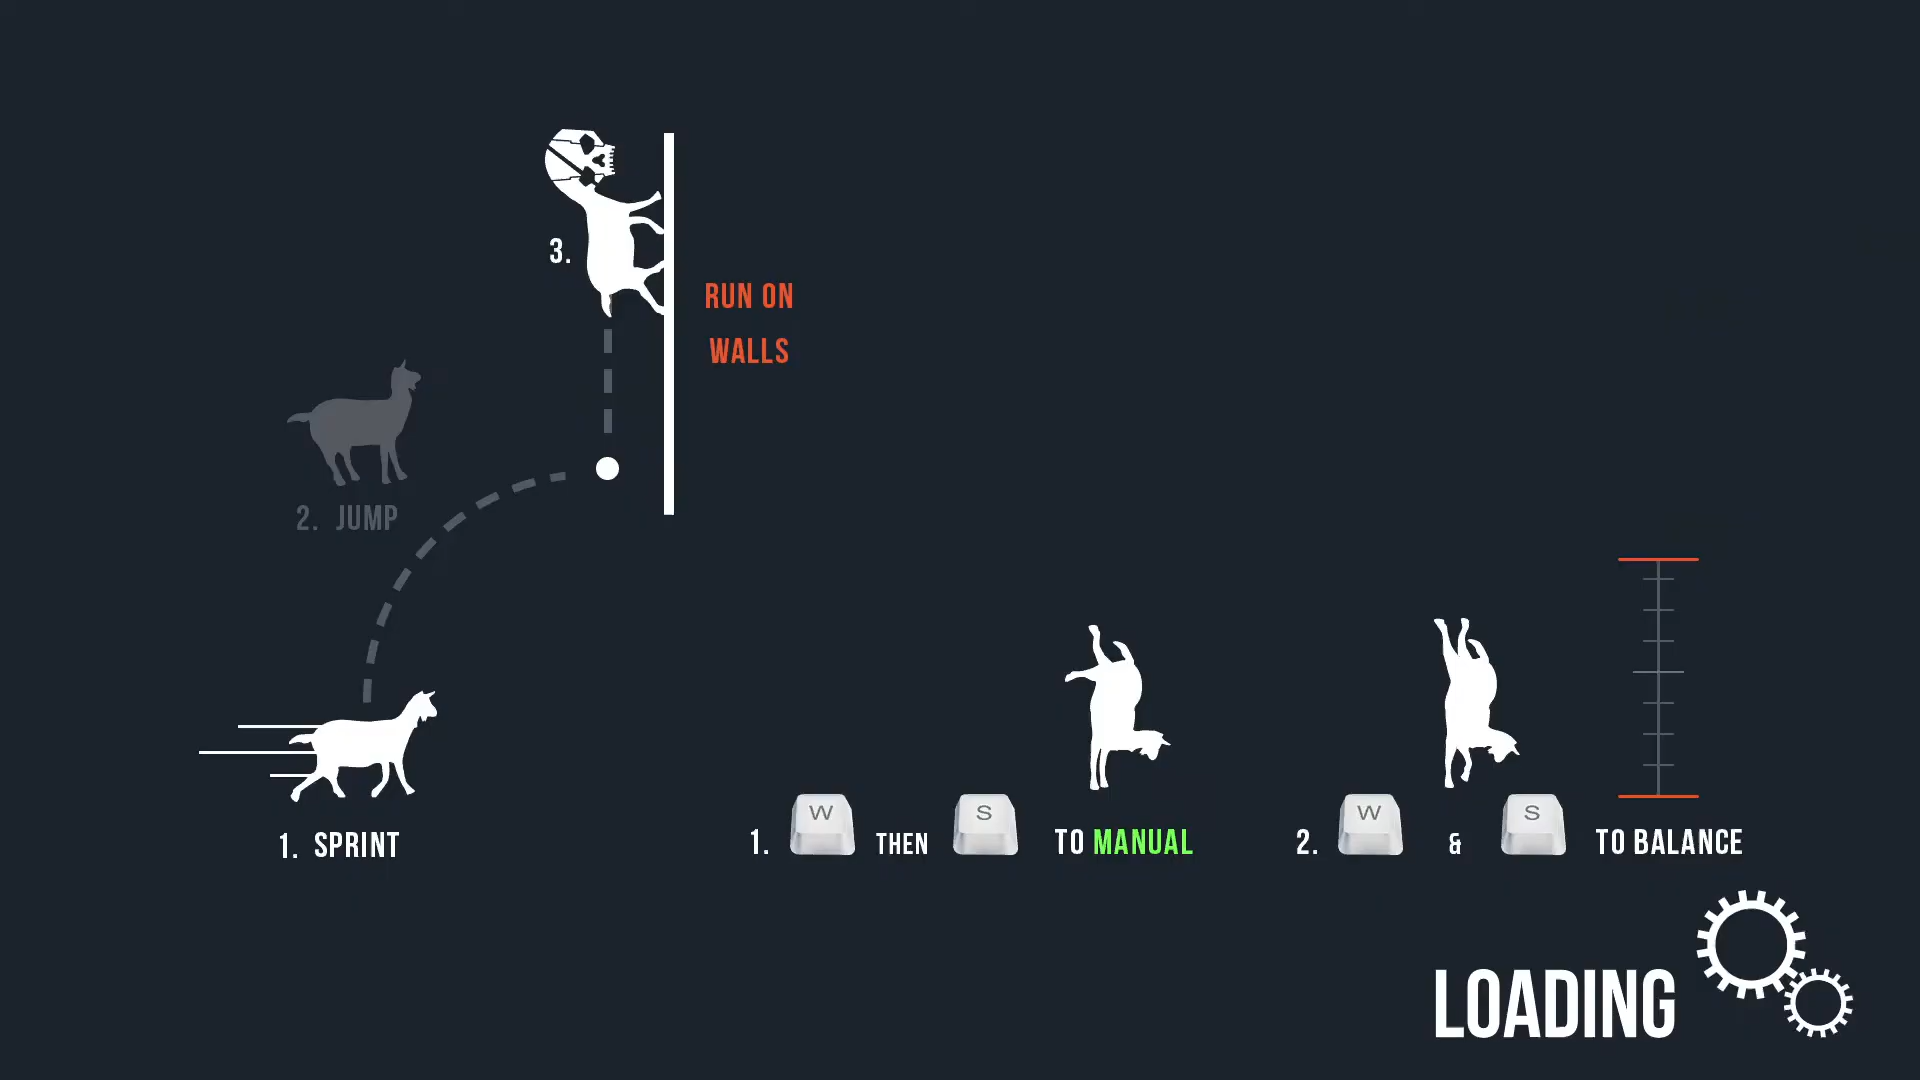 3.
RUN ON
WALLS
2. JUMP
1. SPRINT
1. W THEN S TO MANUAL
2. W & S TO BALANCE
LOADING